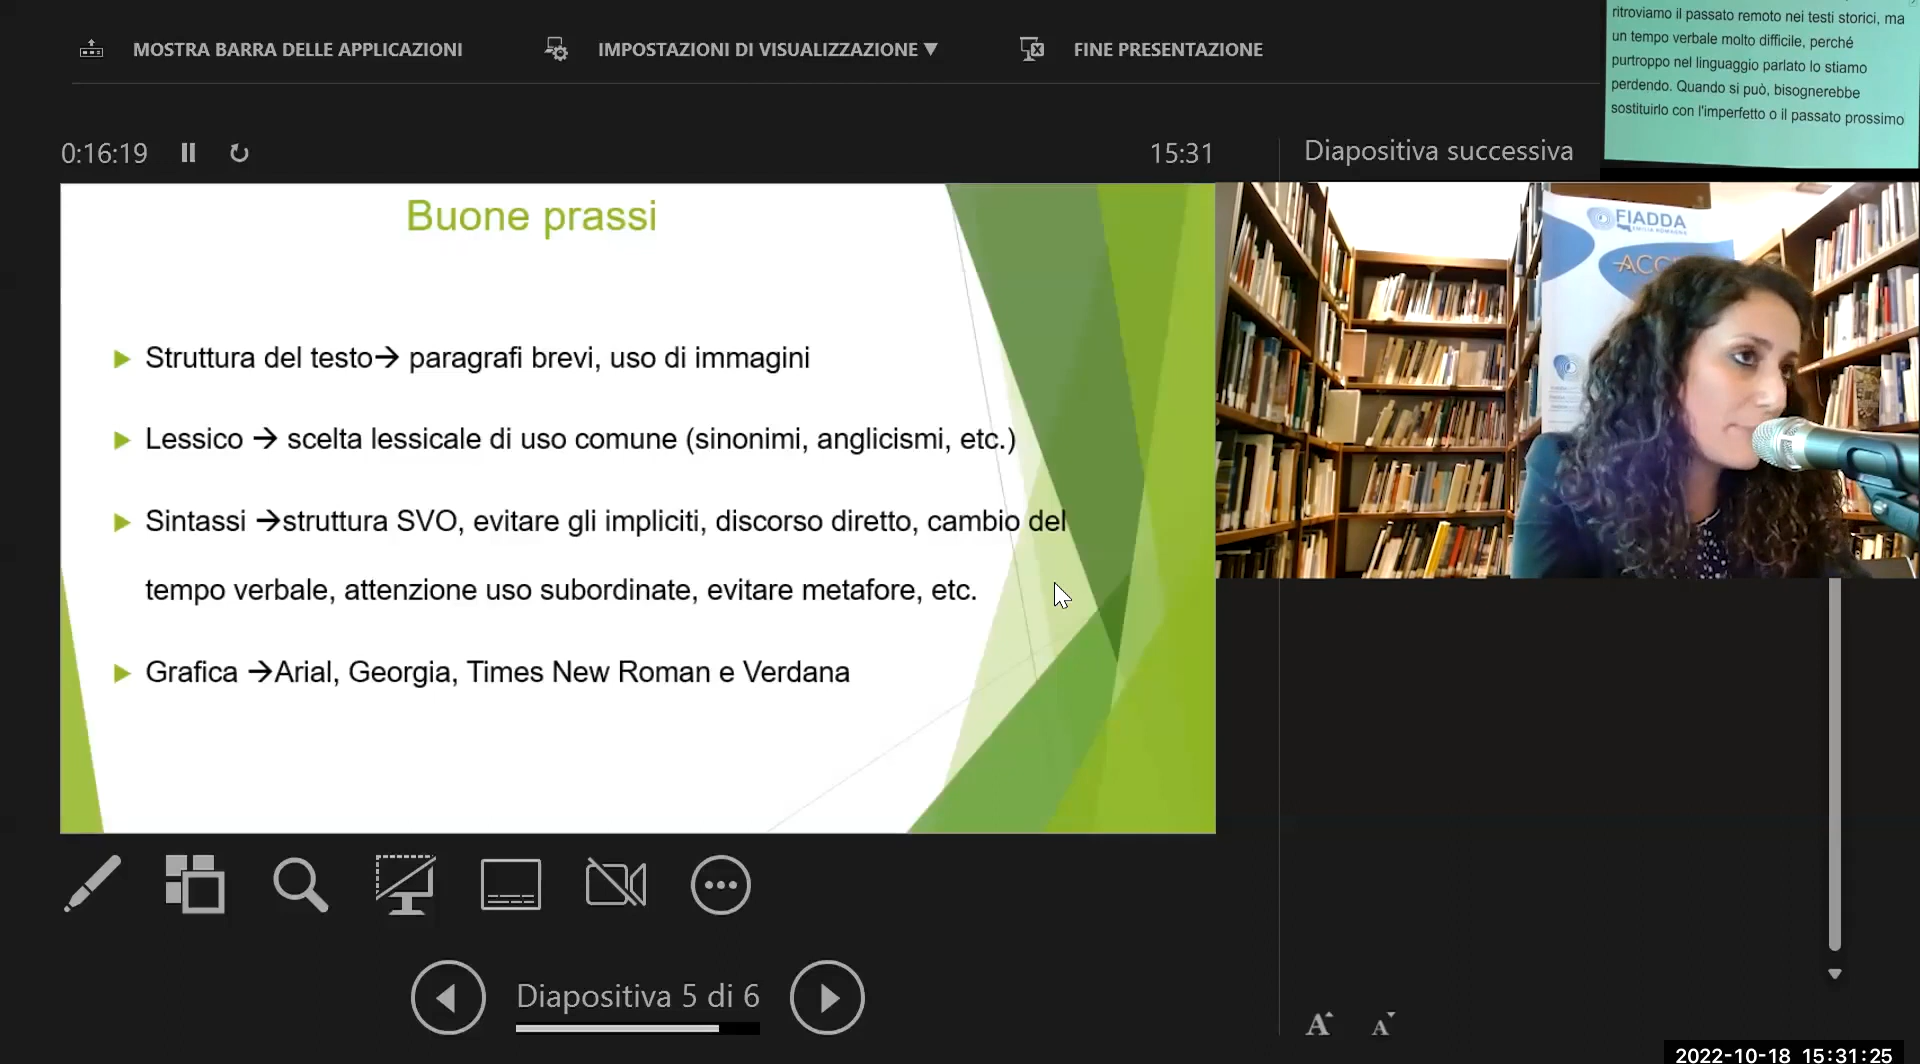 MOSTRA BARRA DELLE APPLICAZIONI
IMPOSTAZIONI DI VISUALIZZAZIONE ▼
FINE PRESENTAZIONE
ritroviamo il passato remoto nei testi storici, ma
un tempo verbale molto difficile, perché
purtroppo nel linguaggio parlato lo stiamo
perdendo. Quando si può, bisognerebbe
sostituirlo con l'imperfetto o il passato prossimo
0:16:19
15:31
Diapositiva successiva
Buone prassi
Struttura del testo→ paragrafi brevi, uso di immagini
Lessico → scelta lessicale di uso comune (sinonimi, anglicismi, etc.)
Sintassi →struttura SVO, evitare gli impliciti, discorso diretto, cambio del
tempo verbale, attenzione uso subordinate, evitare metafore, etc.
Grafica →Arial, Georgia, Times New Roman e Verdana
FIADDA
EMILIA ROMAGNA
ACC
Diapositiva 5 di 6
A A
2022-10-18 15:31:25